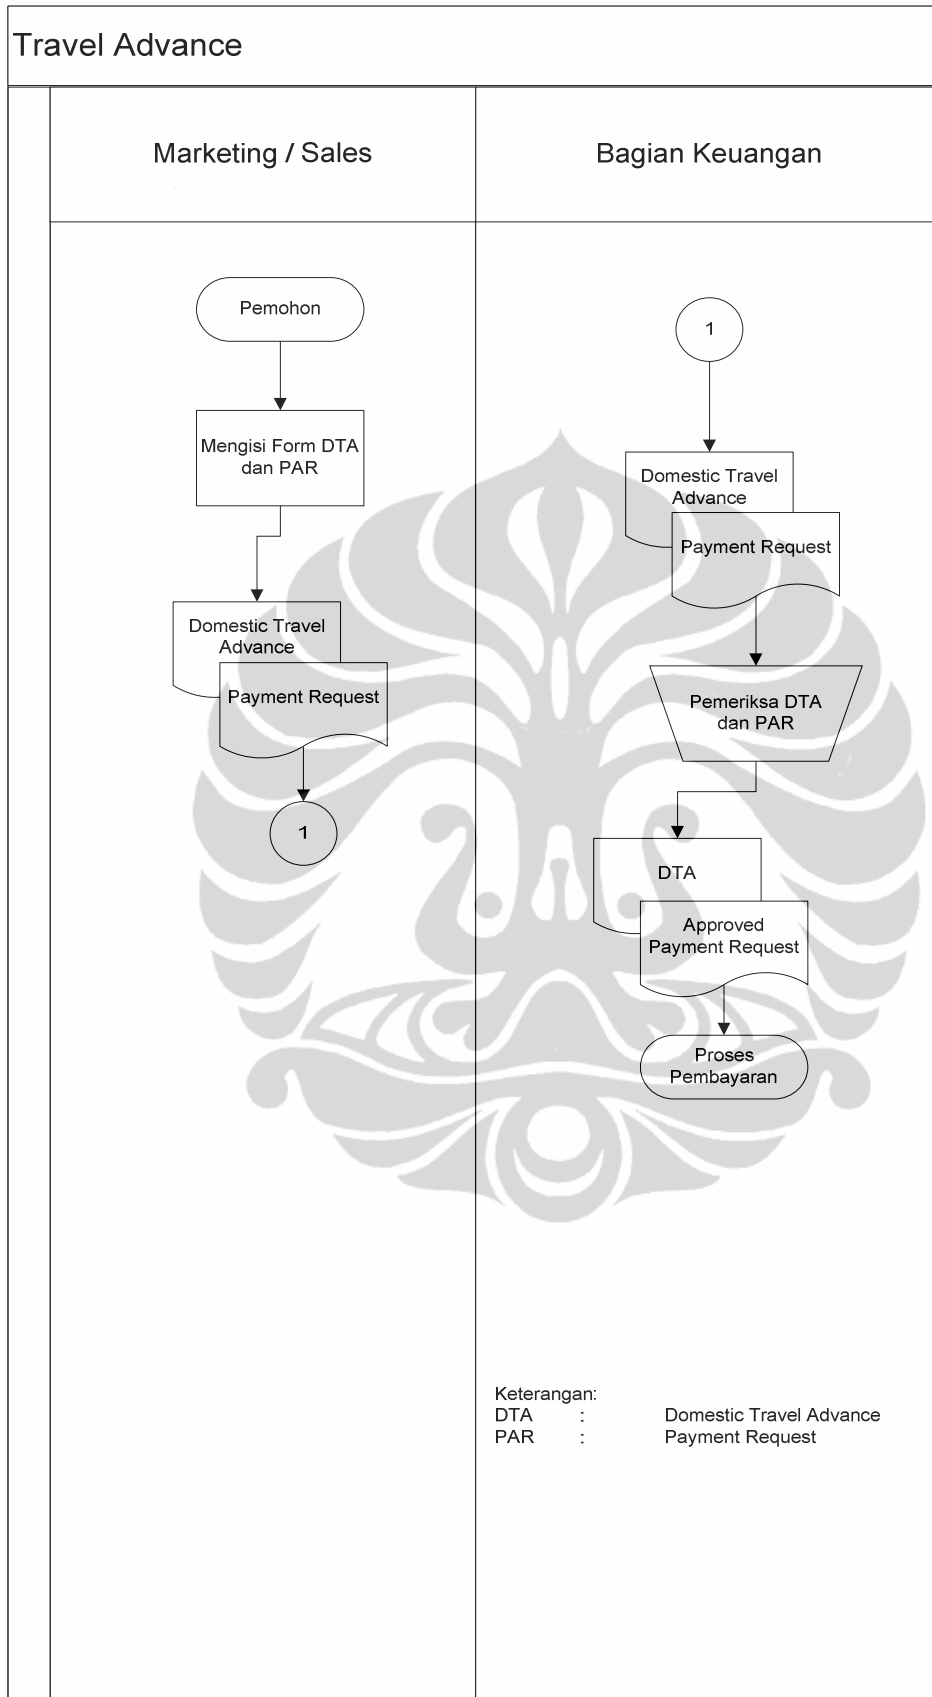 Travel Advance
Marketing / Sales
Bagian Keuangan
Pemohon
Mengisi Form DTA
dan PAR
Domestic Travel
Advance
Payment Request
1
1
Domestic Travel
Advance
Payment Request
Pemeriksa DTA
dan PAR
DTA
Approved
Payment Request
Proses
Pembayaran
Keterangan:
DTA : Domestic Travel Advance
PAR : Payment Request